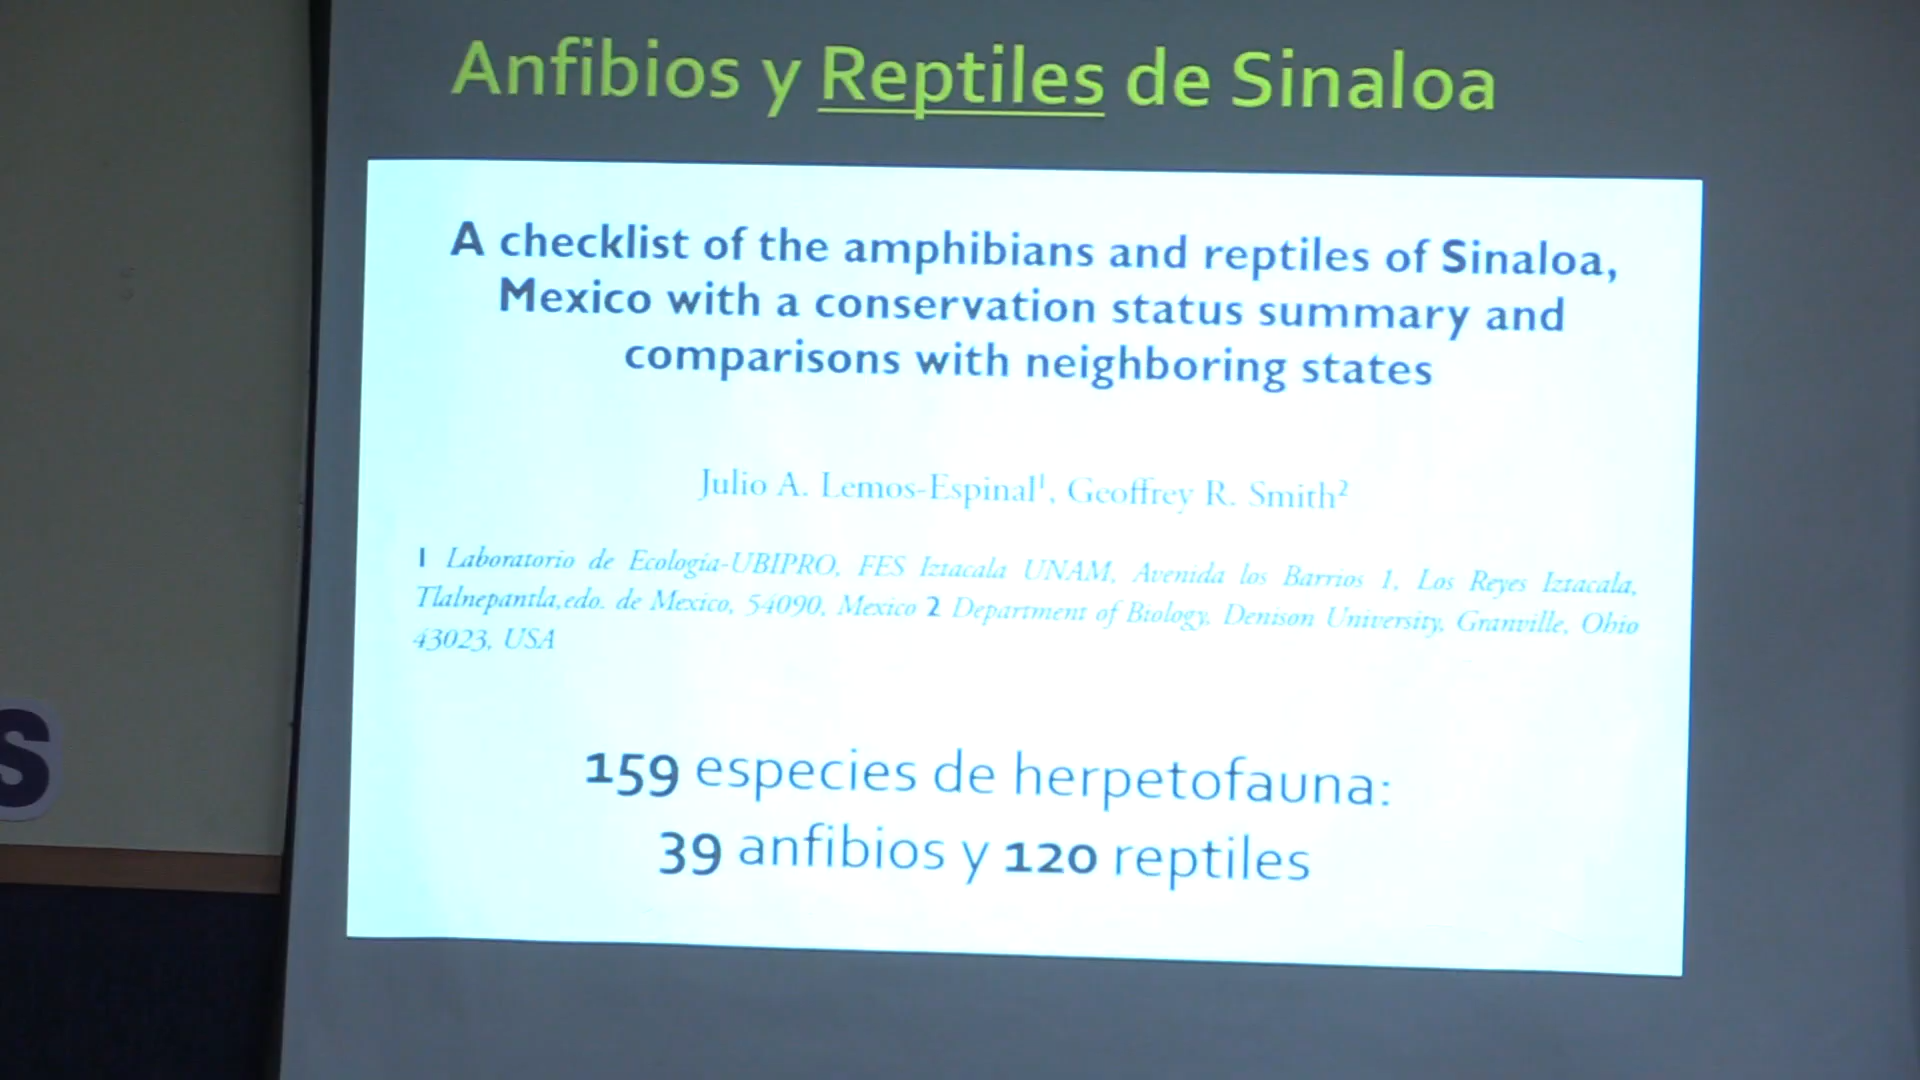 Anfibios y Reptiles de Sinaloa
A checklist of the amphibians and reptiles of Sinaloa,
Mexico with a conservation status summary and
comparisons with neighboring states
Julio A. Lemos-Espinal¹, Geoffrey R. Smith²
1 Laboratorio de Ecología-UBIPRO, FES Iztacala UNAM, Avenida los Barrios 1, Los Reyes Iztacala,
Tlalnepantla,edo. de Mexico, 54090, Mexico 2 Department of Biology, Denison University, Granville, Ohio
43023, USA
159 especies de herpetofauna:
39 anfibios y 120 reptiles
S